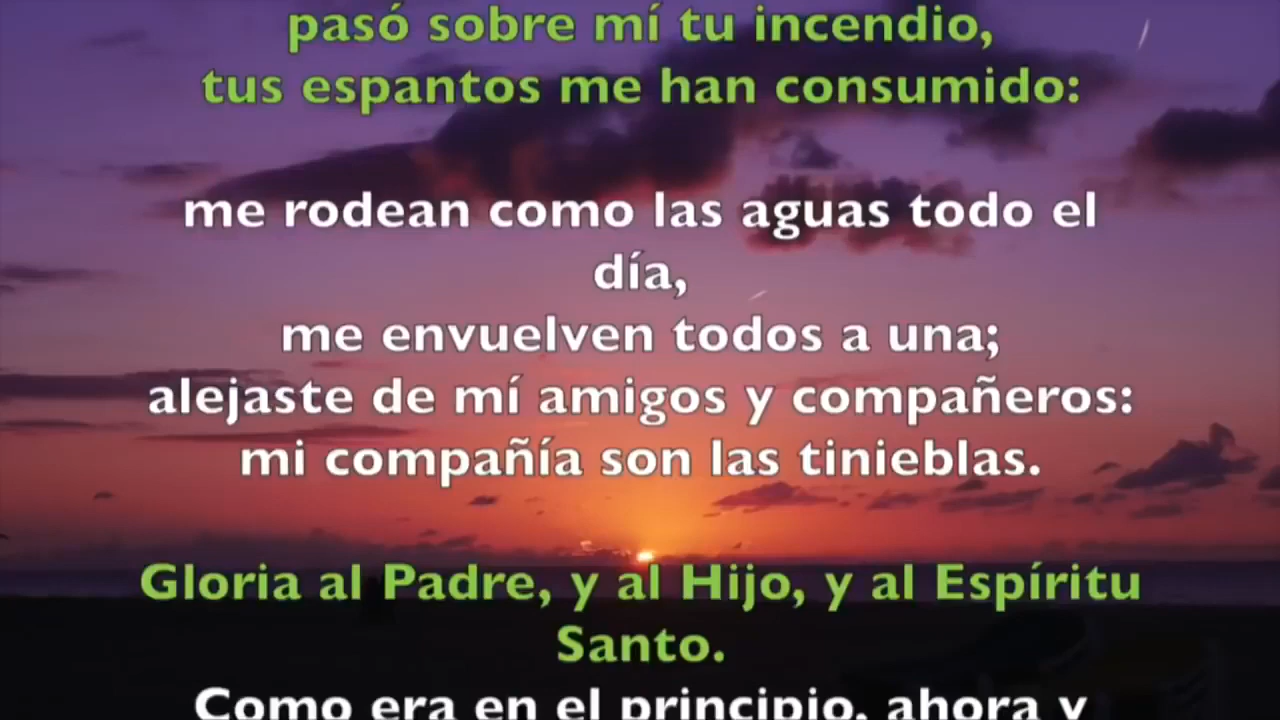 pasó sobre mí tu incendio,
tus espantos me han consumido:
me rodean como las aguas todo el
día,
me envuelven todos a una;
alejaste de mí amigos y compañeros:
mi compañía son las tinieblas.
Gloria al Padre, y al Hijo, y al Espíritu
Santo.
Como era en el principio, ahora y